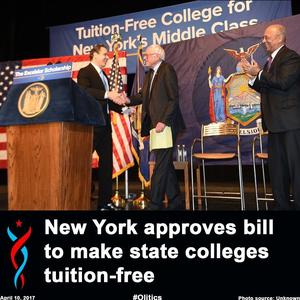 Tuition-Free College for
New York's Middle Class
The Excelsior Scholarship
New York approves bill
to make state colleges
tuition-free
April 10, 2017
#Olitics
Photo source: Unknown